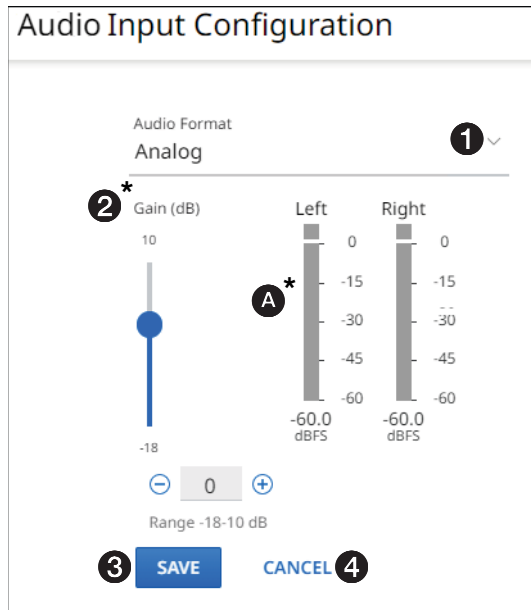 Audio Input Configuration
Audio Format
1
Analog
2*
Gain (dB)
Left
Right
10
0
0
A*
-15
-15
--
-30
-30
-45
-45
-60
-60
-18
-60.0
-60.0
dBFS
dBFS
0
Range -18-10 dB
3
SAVE
CANCEL
4